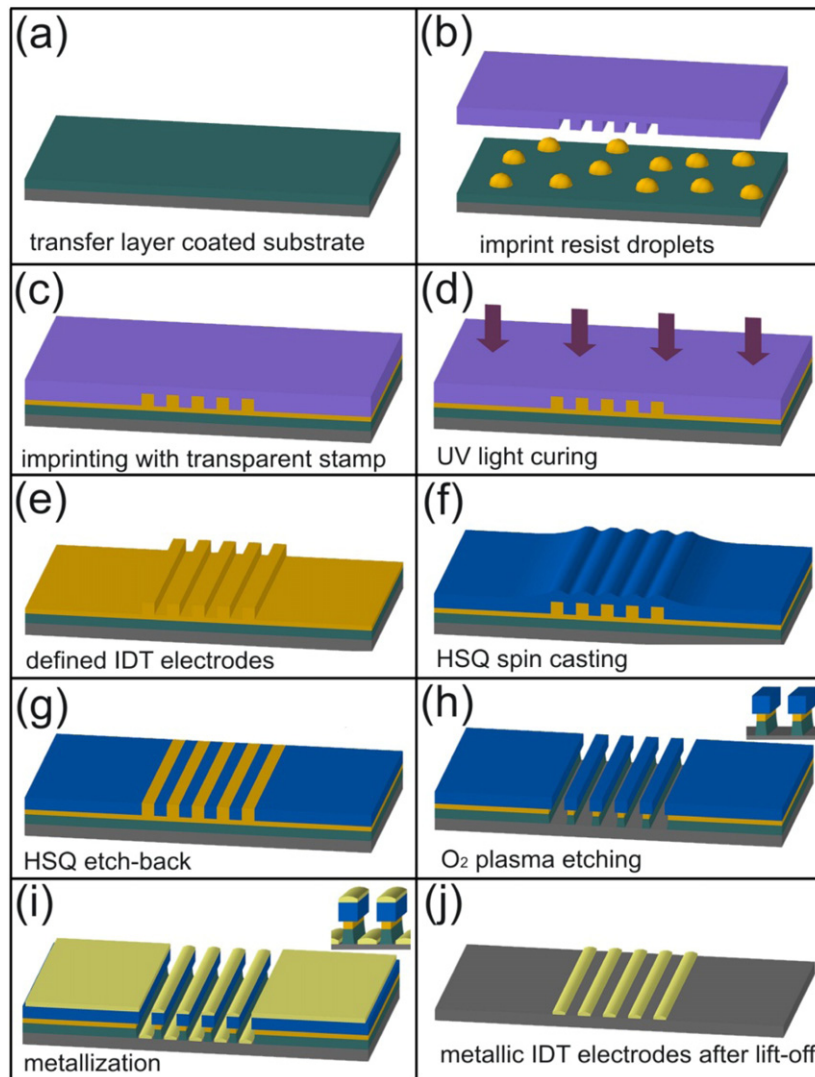 (a)
transfer layer coated substrate
(b)
imprint resist droplets
(c)
imprinting with transparent stamp
(d)
UV light curing
(e)
defined IDT electrodes
(f)
HSQ spin casting
(g)
HSQ etch-back
(h)
O₂ plasma etching
(i)
metallization
(j)
metallic IDT electrodes after lift-off